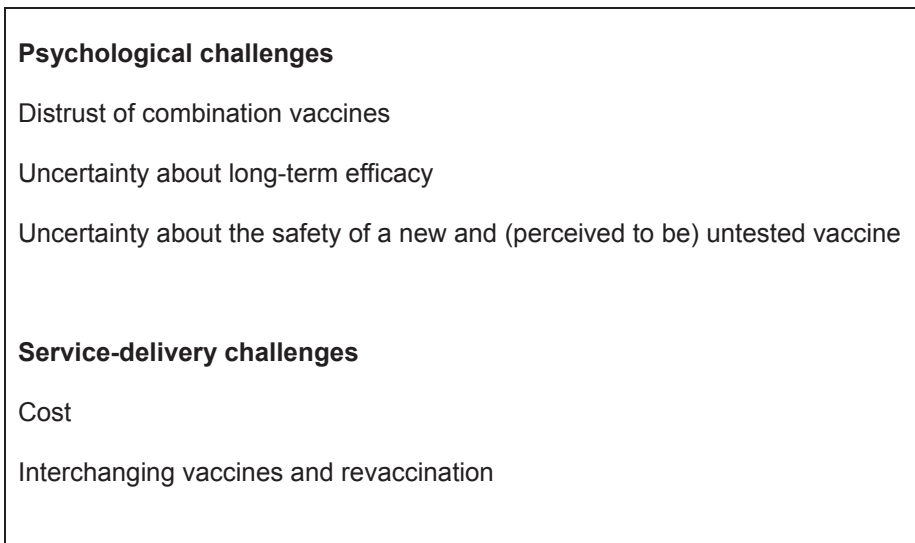 Psychological challenges
Distrust of combination vaccines
Uncertainty about long-term efficacy
Uncertainty about the safety of a new and (perceived to be) untested vaccine
Service-delivery challenges
Cost
Interchanging vaccines and revaccination